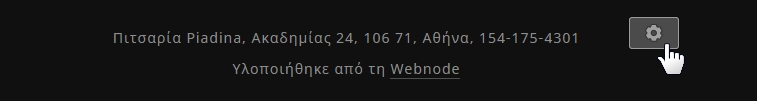 Πιτσαρία Piadina, Ακαδημίας 24, 106 71, Αθήνα, 154-175-4301
Υλοποιήθηκε από τη Webnode